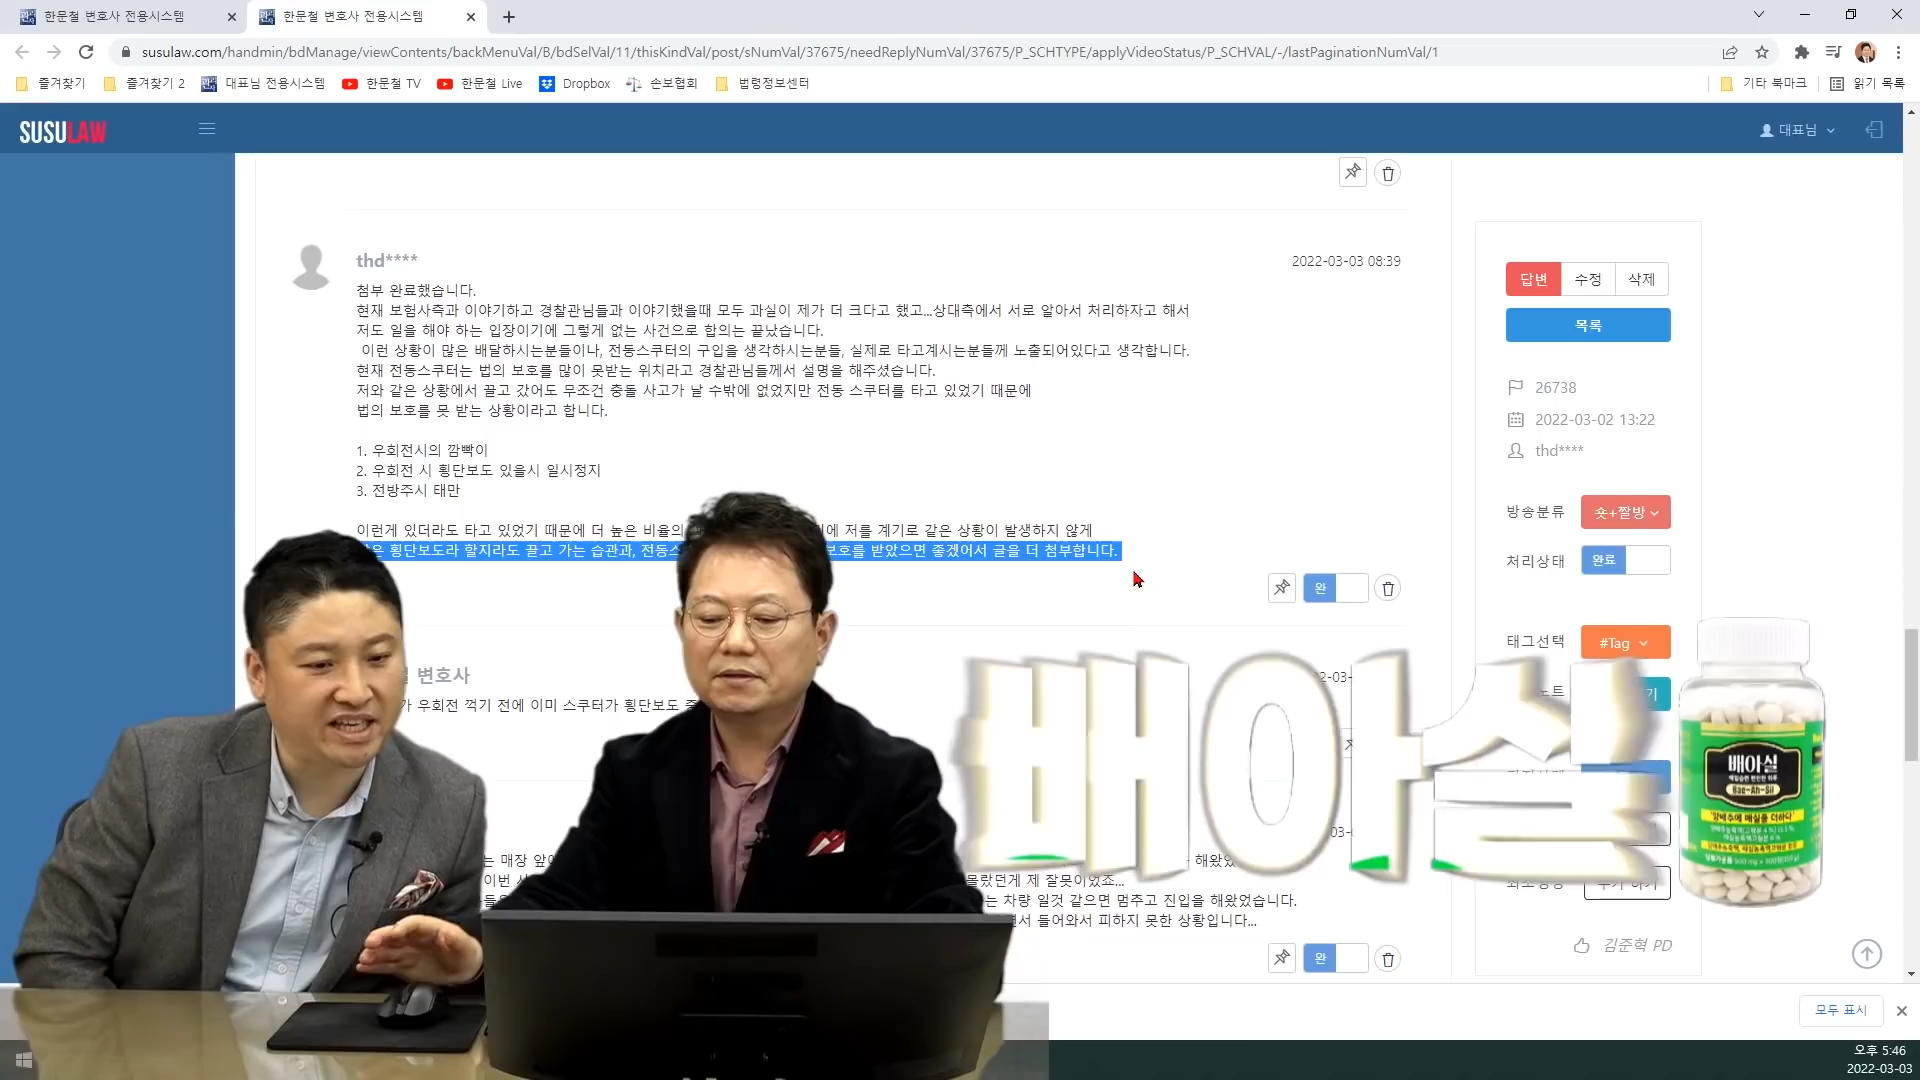 한문철 변호사 전용시스템
한문철 변호사 전용시스템
susulaw.com/handmin/bdManage/viewContents/backMenuVal/B/bdSelVal/11/thisKindVal/post/sNumVal/37675/needReplyNumVal/37675/P_SCHTYPE/applyVideoStatus/P_SCHVAL/-/lastPaginationNumVal/1
즐겨찾기
즐겨찾기 2
대표님 전용시스템
한문철 TV
한문철 Live
Dropbox
손보협회
법령정보센터
기타 북마크
읽기 목록
SUSULAW
대표님
thd****
2022-03-03 08:39
첨부 완료했습니다.
현재 보험사측과 이야기하고 경찰관님들과 이야기했을때 모두 과실이 제가 더 크다고 했고...상대측에서 서로 알아서 처리하자고 해서
저도 일을 해야 하는 입장이기에 그렇게 없는 사건으로 합의는 끝났습니다.
이런 상황이 많은 배달하시는분들이나, 전동스쿠터의 구입을 생각하시는분들, 실제로 타고계시는분들께 노출되어있다고 생각합니다.
현재 전동스쿠터는 법의 보호를 많이 못받는 위치라고 경찰관님들께서 설명을 해주셨습니다.
저와 같은 상황에서 끌고 갔어도 무조건 충돌 사고가 날 수밖에 없었지만 전동 스쿠터를 타고 있었기 때문에
법의 보호를 못 받는 상황이라고 합니다.
1. 우회전시의 깜빡이
2. 우회전 시 횡단보도 있을시 일시정지
3. 전방주시 태만
이런게 있더라도 타고 있었기 때문에 더 높은 비율의 에 저를 계기로 같은 상황이 발생하지 않게
은 횡단보도라 할지라도 끌고 가는 습관과, 전동스 보호를 받았으면 좋겠어서 글을 더 첨부합니다.
완
변호사
우회전 꺽기 전에 이미 스쿠터가 횡단보도
는 매장 앞에
해왔었
이번
몰랐던게 제 잘못이었죠...
는 차량 일것 같으면 멈추고 진입을 해왔었습니다.
들어와서 피하지 못한 상황입니다...
완
답변
수정
삭제
목록
26738
2022-03-02 13:22
thd****
방송분류
숏+짤방
처리상태
완료
태그선택
#Tag
배아실
배아실
Bae-Ah-Sil
양배추에 매실을 더하다
김준혁 PD
모두 표시
오후 5:46
2022-03-03